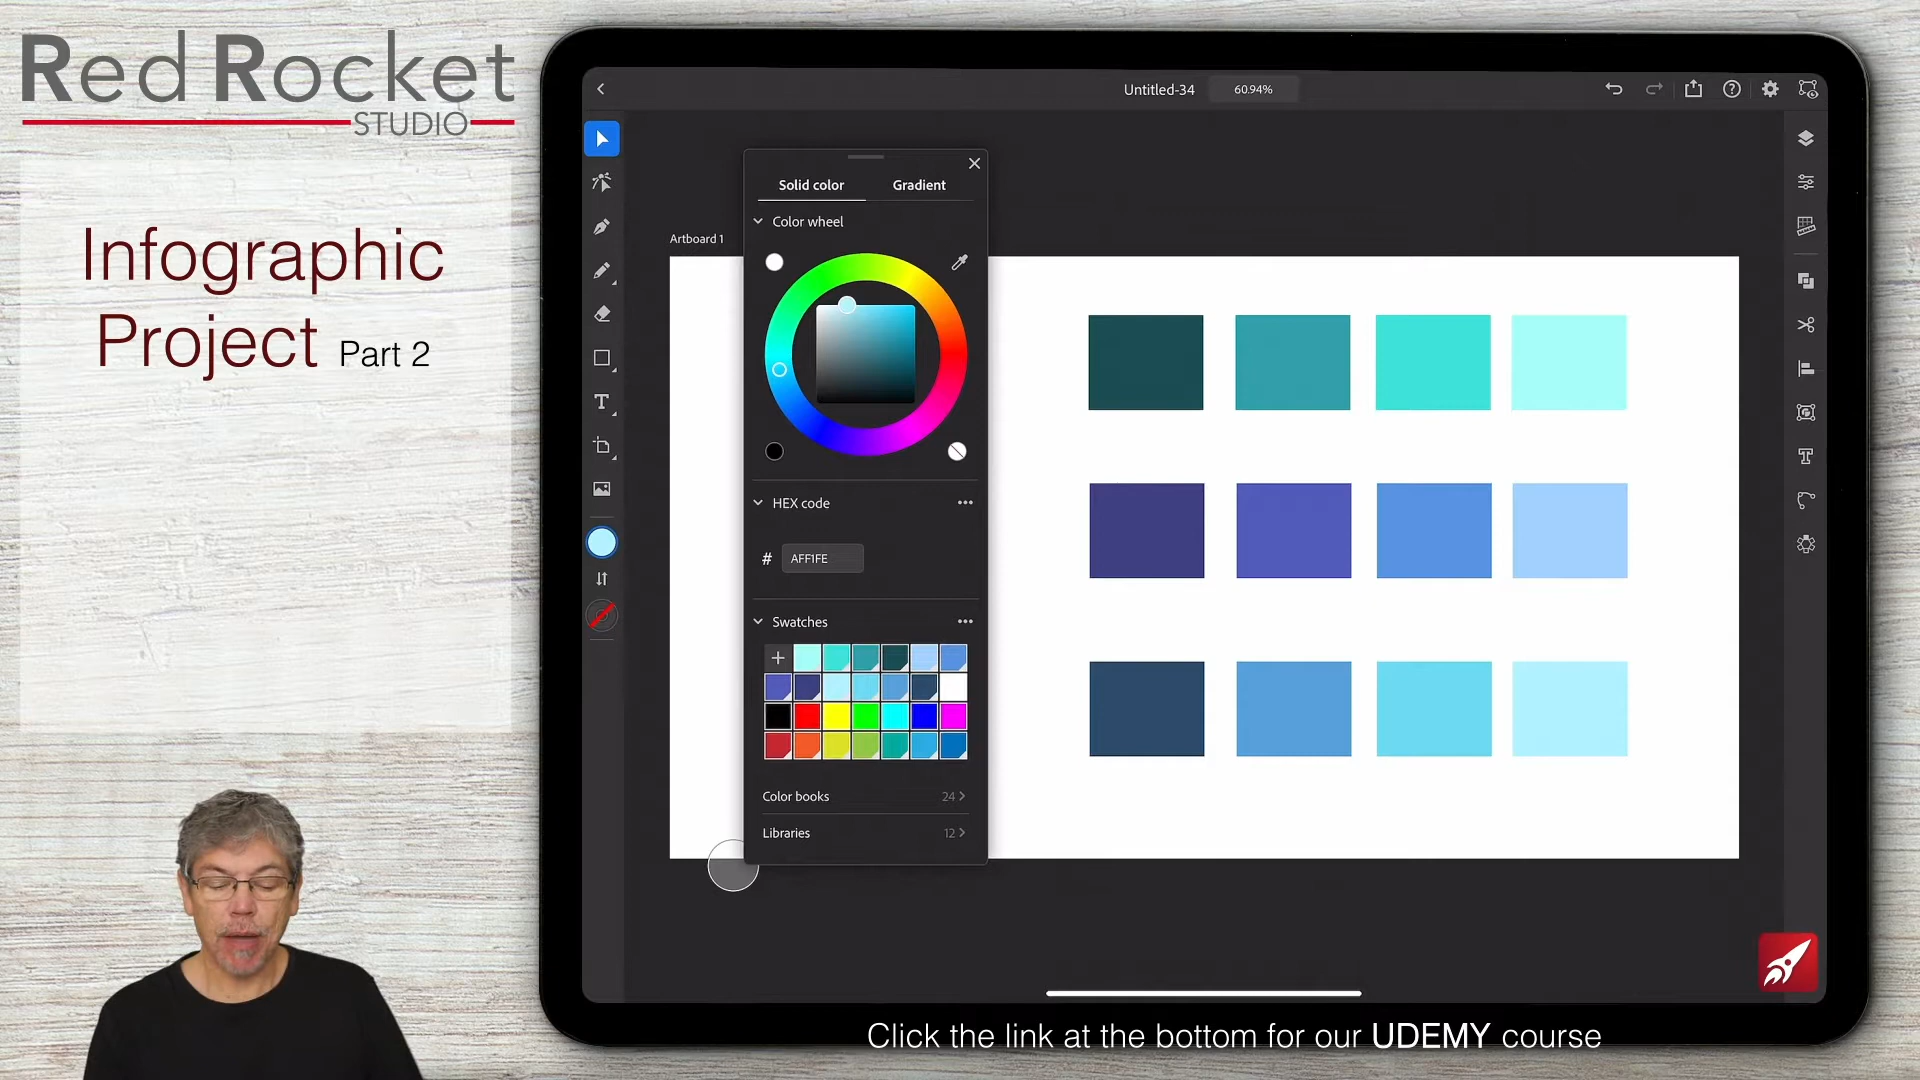 Red Rocket
STUDIO
Infographic
Project Part 2
Untitled-34
60.94%
Solid color
Gradient
Color wheel
Artboard 1
HEX code
# AFF1FE
Swatches
Color books
24
Libraries
12
Click the link at the bottom for our UDEMY course